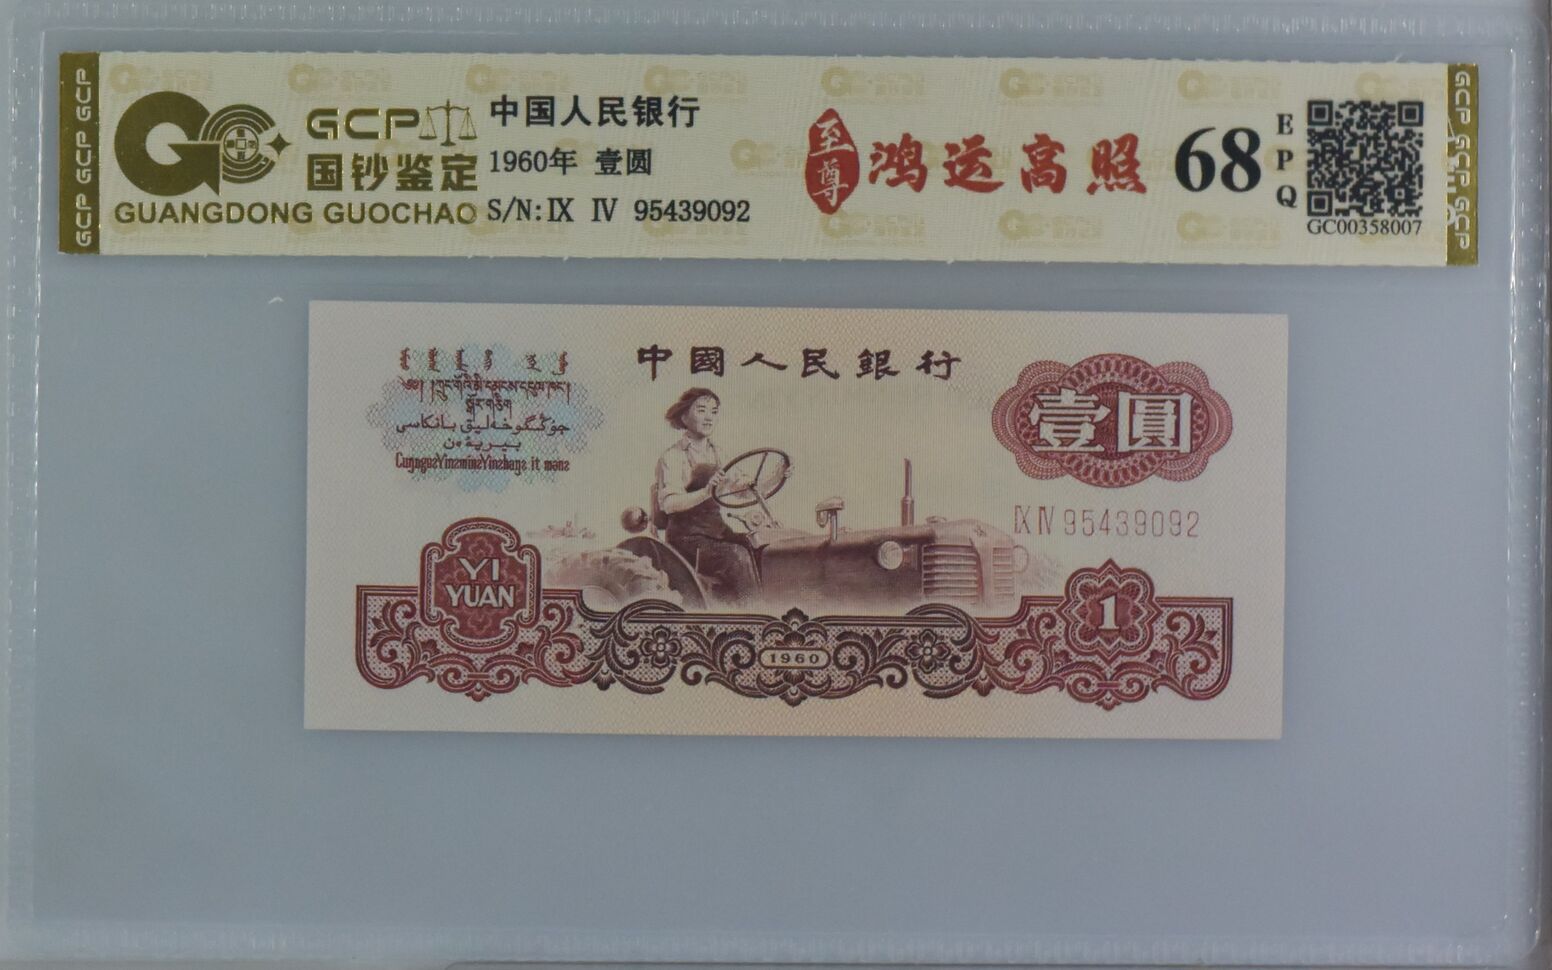 GCP GCP GCP
GCP
国钞鉴定
GUANGDONG GUOCHAO
中国人民银行
1960年 壹圆
S/N: IX IV 95439092
至尊
鸿运高照
68
EPQ
GC00358007
GCP GCP GCP
中國人民銀行
壹圓
IX IV 95439092
YI
YUAN
1960
1